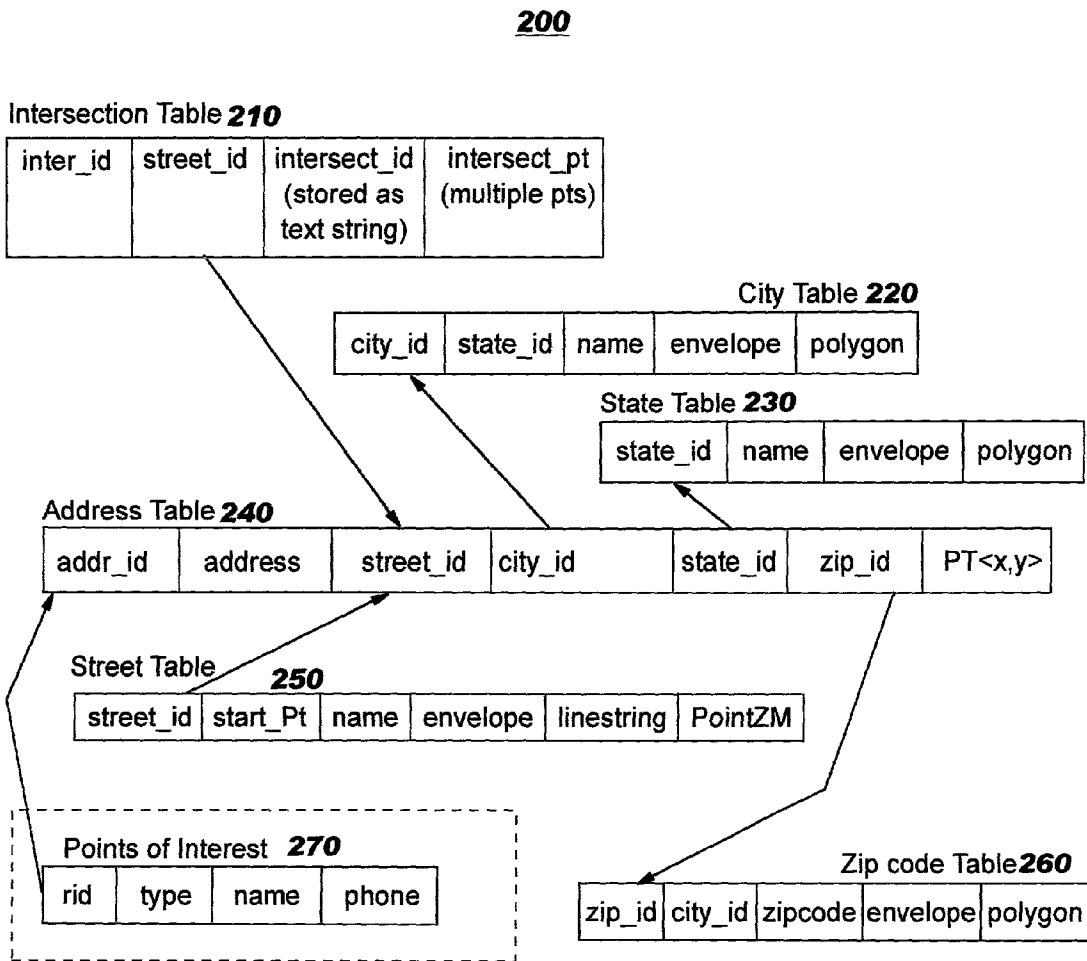 200
Intersection Table 210
inter_id street_id intersect_id intersect_pt
(stored as (multiple pts)
text string)
City Table 220
city_id state_id name envelope polygon
State Table 230
state_id name envelope polygon
Address Table 240
addr_id address street_id city_id state_id zip_id PT<x,y>
Street Table 250
street_id start_Pt name envelope linestring PointZM
Points of Interest 270
rid type name phone
Zip code Table 260
zip_id city_id zipcode envelope polygon